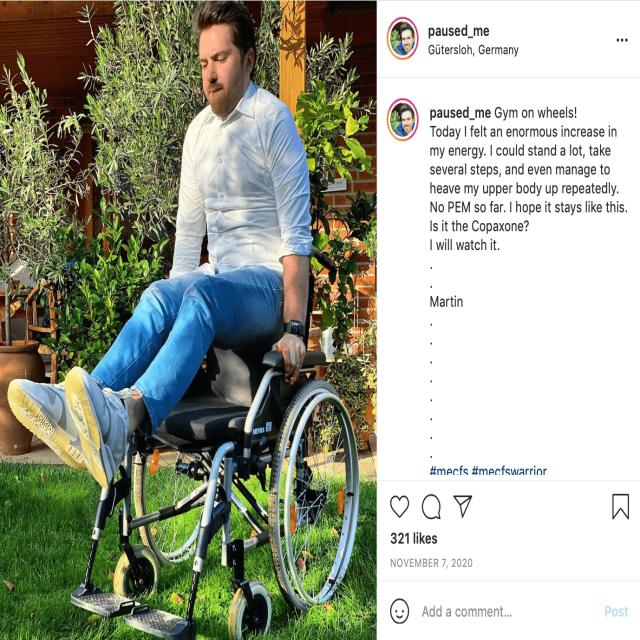 paused_me
Gütersloh, Germany
paused_me Gym on wheels!
Today I felt an enormous increase in
my energy. I could stand a lot, take
several steps, and even manage to
heave my upper body up repeatedly.
No PEM so far. I hope it stays like this.
Is it the Copaxone?
I will watch it.
.
.
Martin
.
.
.
.
.
.
.
.
#mecfs #mecfswarrior
321 likes
NOVEMBER 7, 2020
Add a comment...
Post
MEYRA